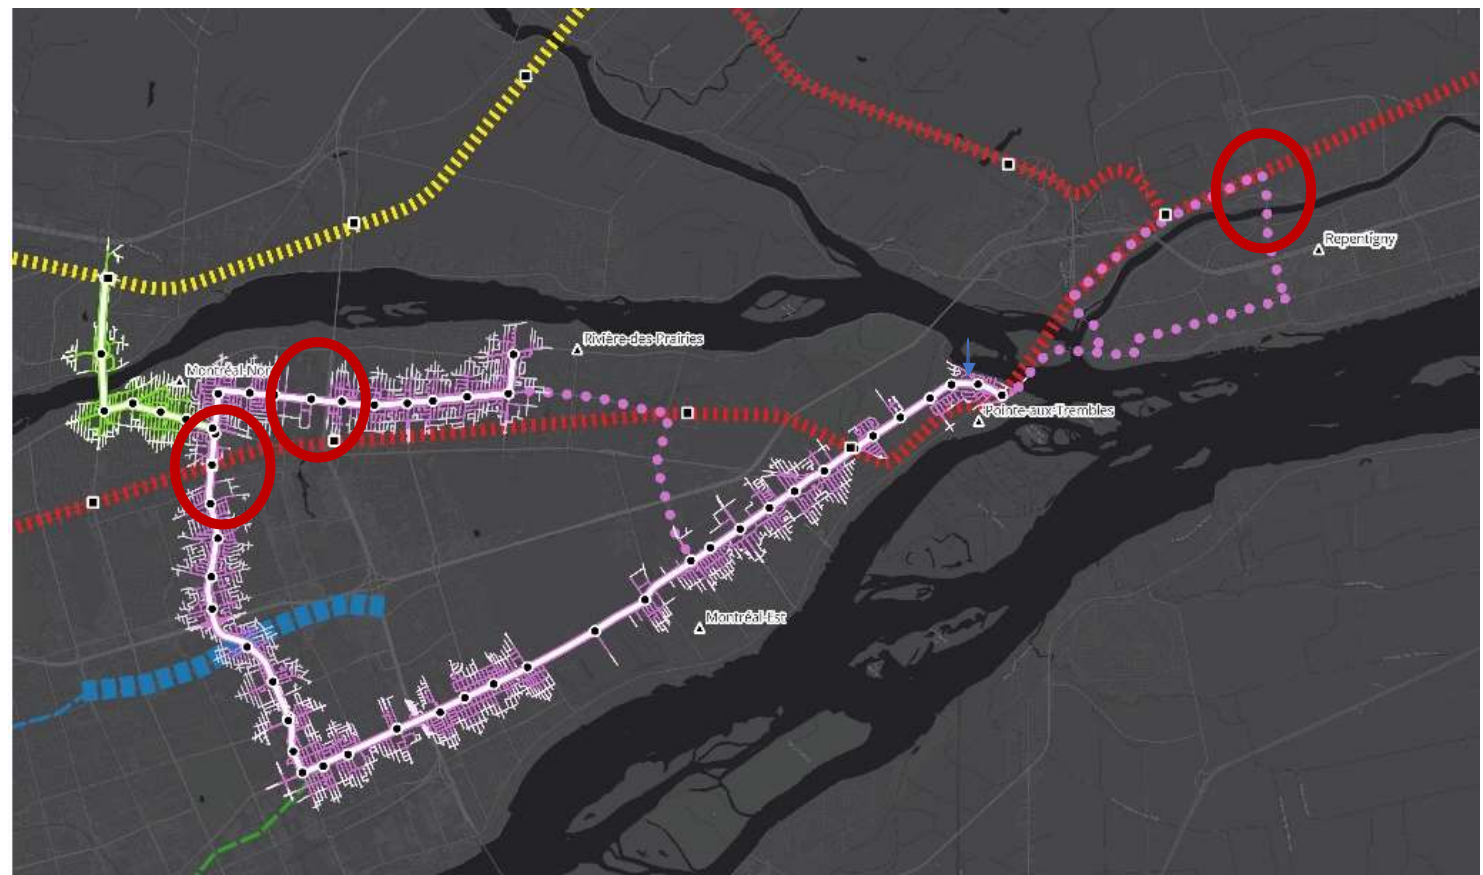 Repentigny
Rivière-des-Prairies
Montréal-Nor
Pointe-aux-Trembles
Montréal-Est